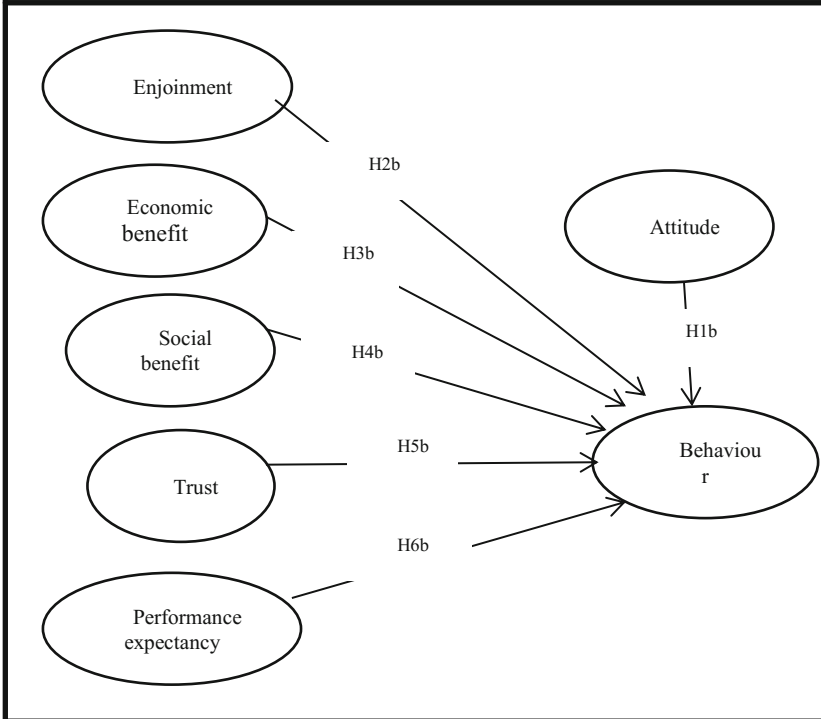 Enjoinment
H2b
Economic
benefit
Attitude
H3b
Social
benefit
H4b
H1b
Trust
H5b
Behaviou
r
H6b
Performance
expectancy